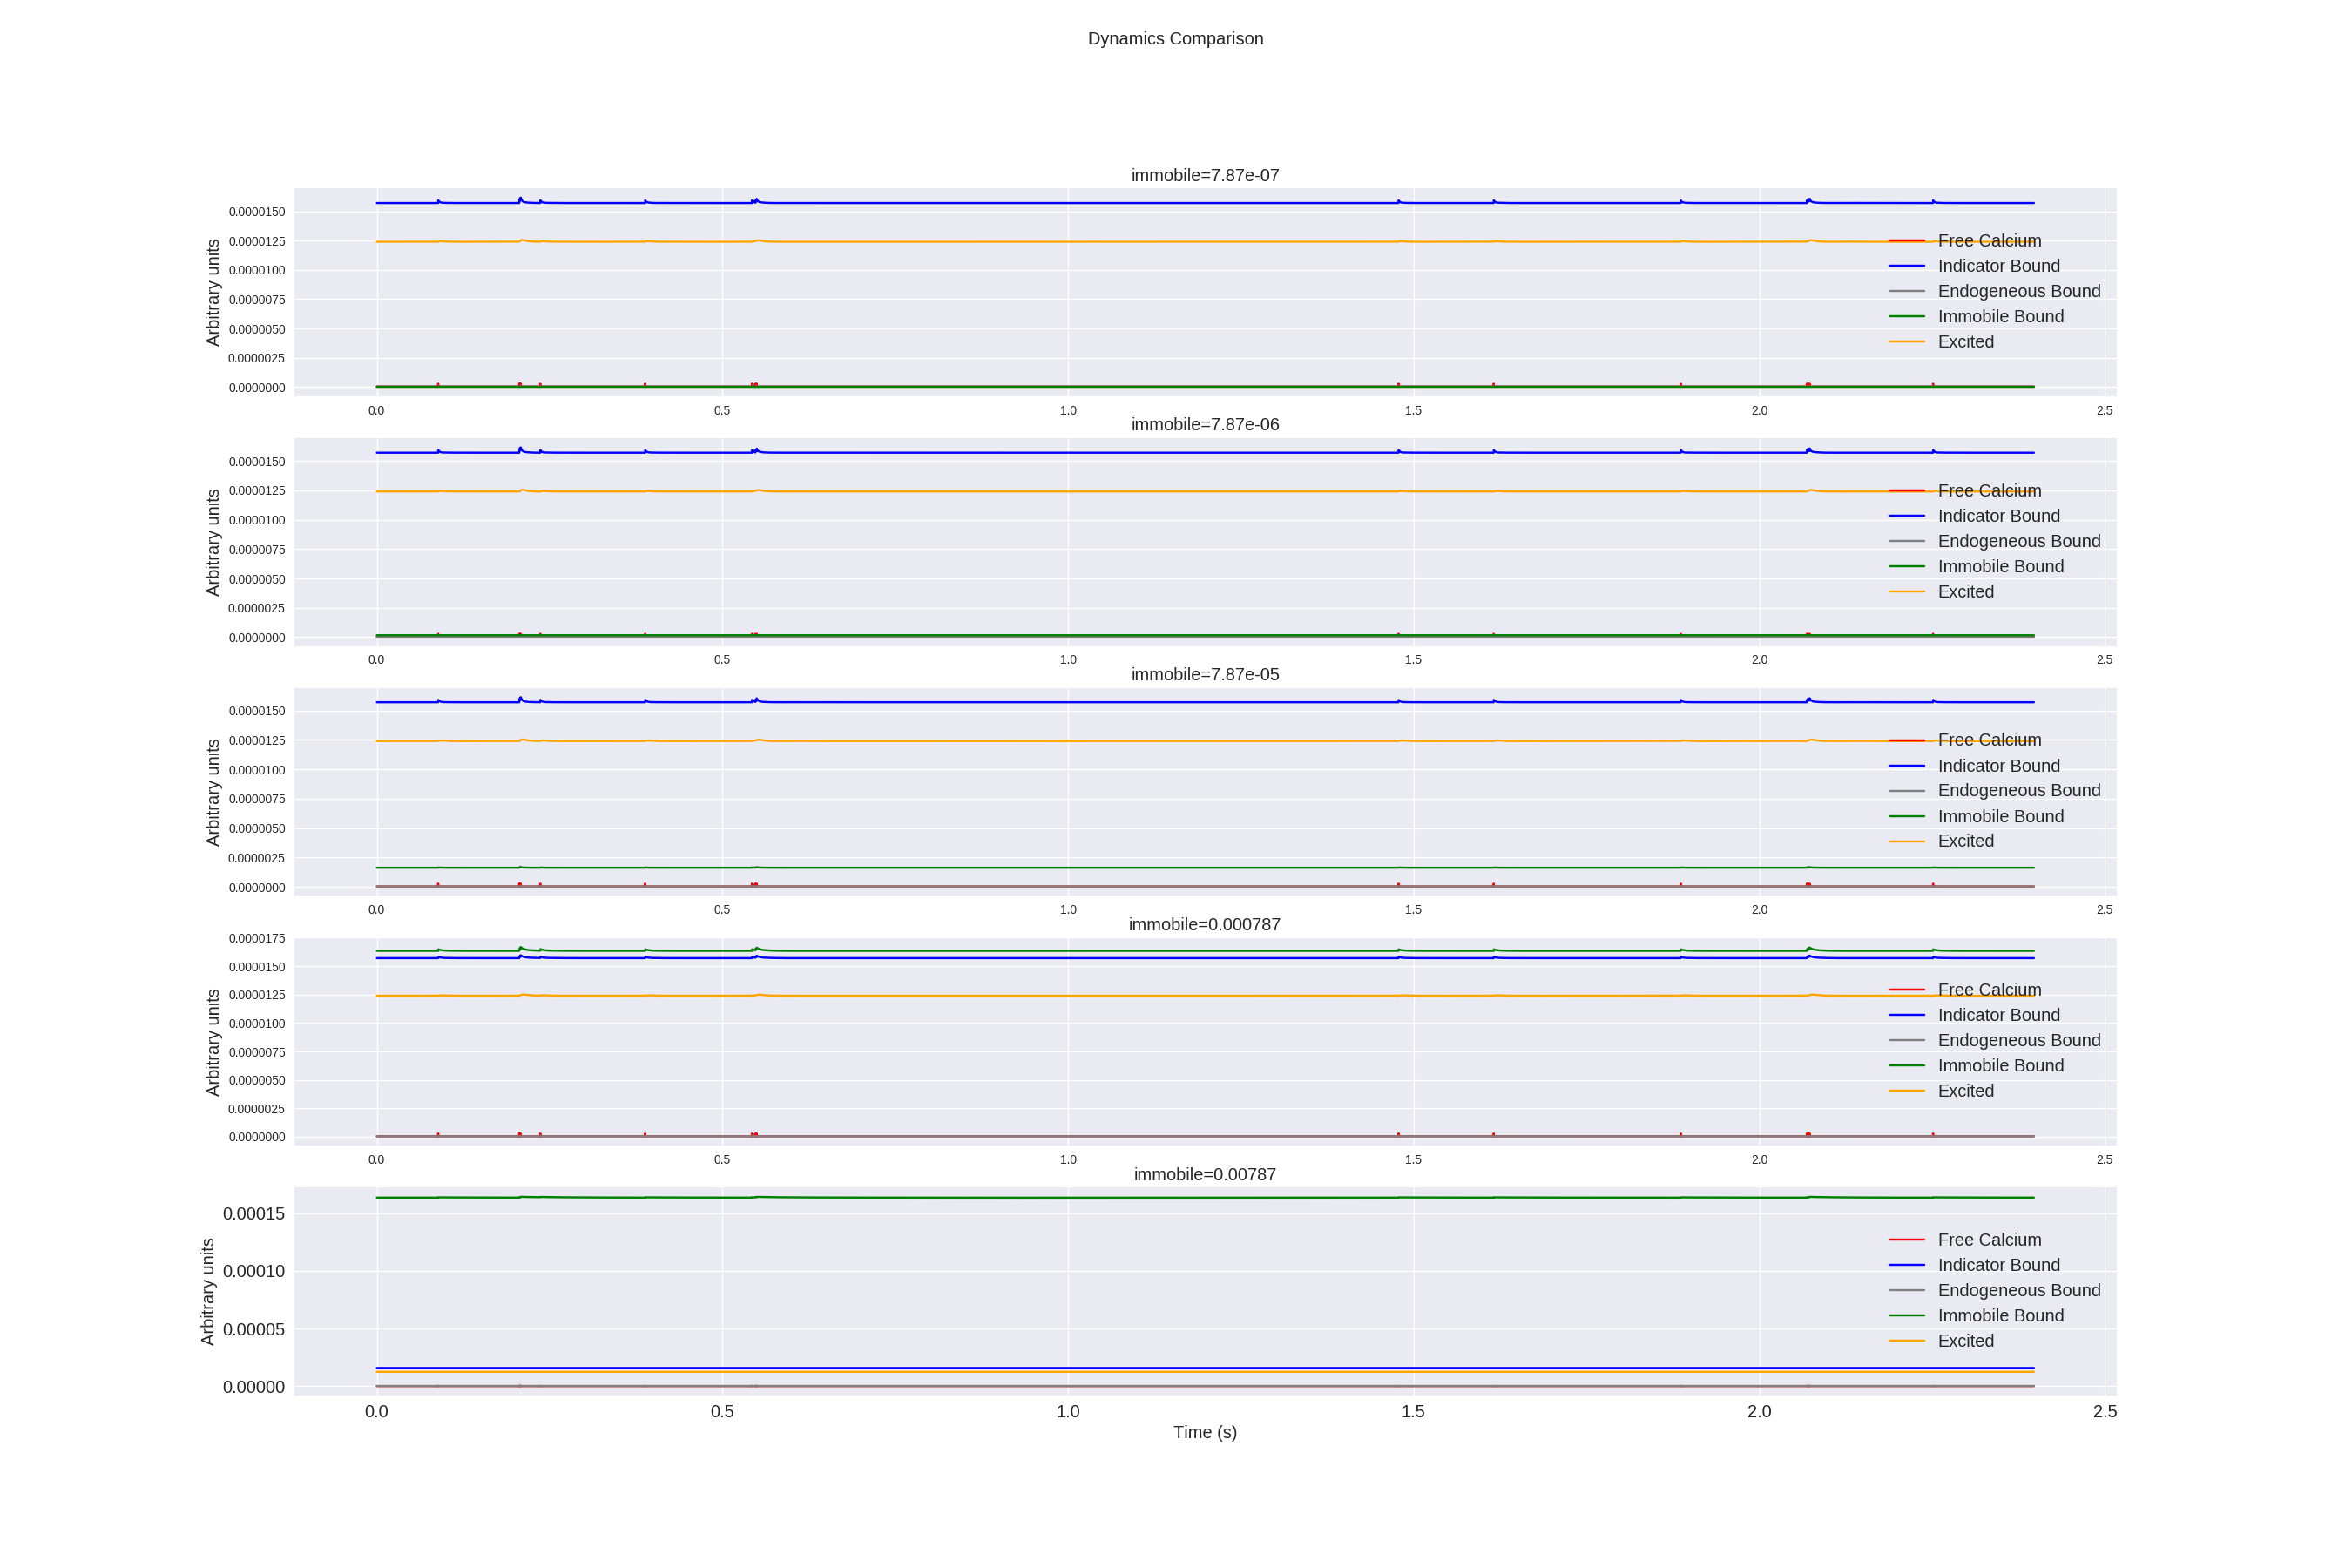 Dynamics Comparison
immobile=7.87e-07
Arbitrary units
0.0000150
0.0000125
0.0000100
0.0000075
0.0000050
0.0000025
0.0000000
Free Calcium
Indicator Bound
Endogeneous Bound
Immobile Bound
Excited
0.0 0.5 1.0 1.5 2.0 2.5
immobile=7.87e-06
Arbitrary units
0.0000150
0.0000125
0.0000100
0.0000075
0.0000050
0.0000025
0.0000000
Free Calcium
Indicator Bound
Endogeneous Bound
Immobile Bound
Excited
0.0 0.5 1.0 1.5 2.0 2.5
immobile=7.87e-05
Arbitrary units
0.0000150
0.0000125
0.0000100
0.0000075
0.0000050
0.0000025
0.0000000
Free Calcium
Indicator Bound
Endogeneous Bound
Immobile Bound
Excited
0.0 0.5 1.0 1.5 2.0 2.5
immobile=0.000787
Arbitrary units
0.0000175
0.0000150
0.0000125
0.0000100
0.0000075
0.0000050
0.0000025
0.0000000
Free Calcium
Indicator Bound
Endogeneous Bound
Immobile Bound
Excited
0.0 0.5 1.0 1.5 2.0 2.5
immobile=0.00787
Arbitrary units
0.00015
0.00010
0.00005
0.00000
Free Calcium
Indicator Bound
Endogeneous Bound
Immobile Bound
Excited
0.0 0.5 1.0 1.5 2.0 2.5
Time (s)